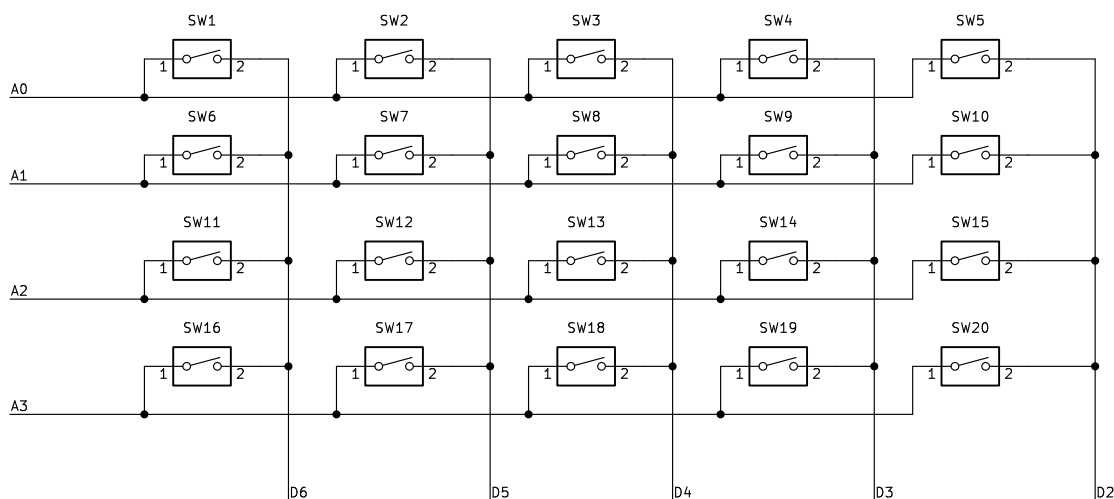 SW1 SW2 SW3 SW4 SW5
1 2 1 2 1 2 1 2 1 2
A0
SW6 SW7 SW8 SW9 SW10
1 2 1 2 1 2 1 2 1 2
A1
SW11 SW12 SW13 SW14 SW15
1 2 1 2 1 2 1 2 1 2
A2
SW16 SW17 SW18 SW19 SW20
1 2 1 2 1 2 1 2 1 2
A3
D6 D5 D4 D3 D2